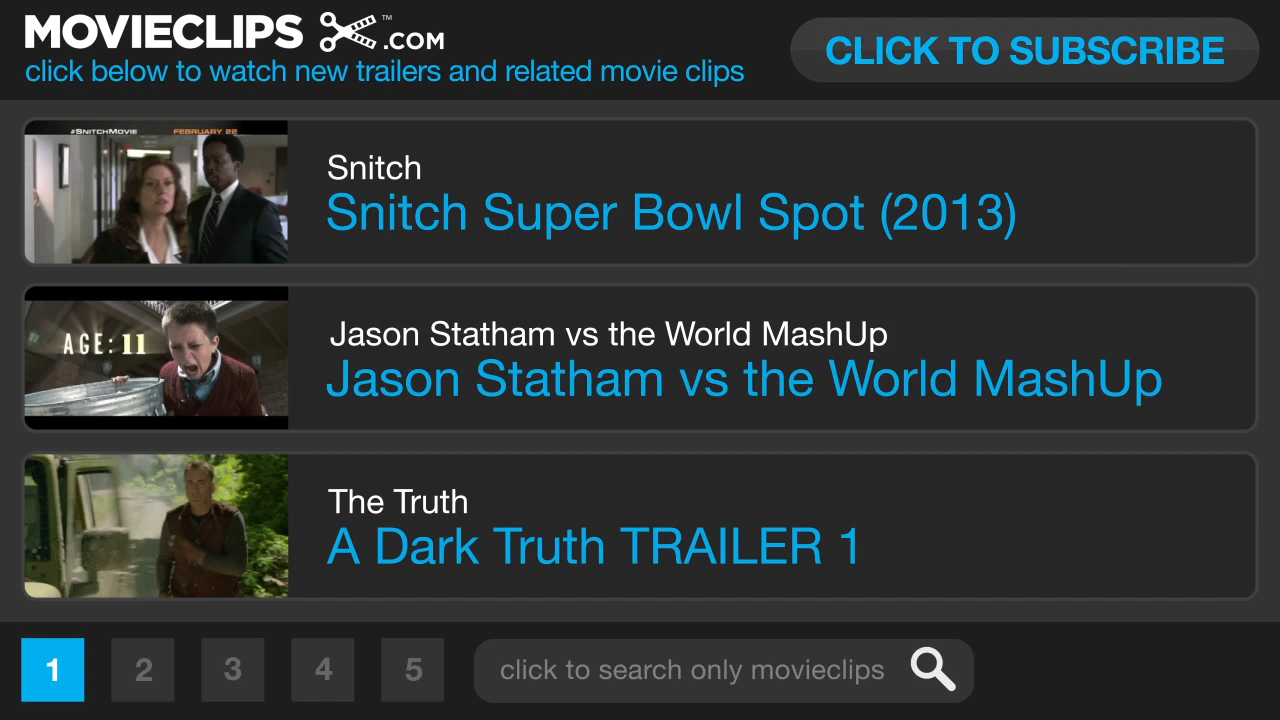 MOVIECLIPS™.COM
click below to watch new trailers and related movie clips
CLICK TO SUBSCRIBE
#SNITCHMOVIE FEBRUARY 22
Snitch
Snitch Super Bowl Spot (2013)
AGE: 11
Jason Statham vs the World MashUp
Jason Statham vs the World MashUp
The Truth
A Dark Truth TRAILER 1
1 2 3 4 5
click to search only movieclips